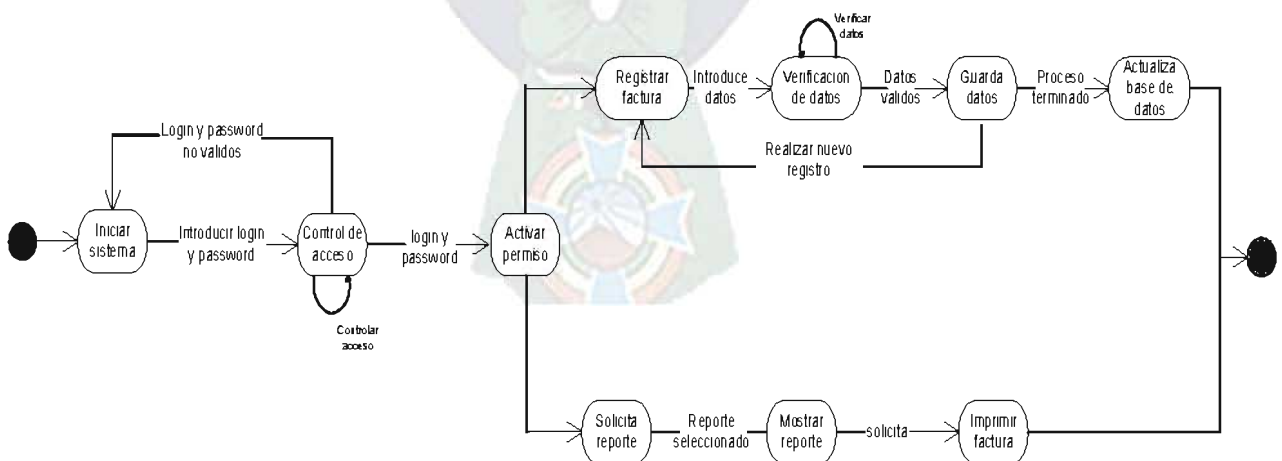 Verificar
datos
Registrar
factura
Introduce
datos
Verificacion
de datos
Datos
validos
Guarda
datos
Proceso
terminado
Actualiza
base de
datos
Realizar nuevo
registro
Login y password
no validos
Iniciar
sistema
Introducir login
y password
Control de
acceso
login y
password
Activar
permiso
Controlar
acceso
Solicita
reporte
Reporte
seleccionado
Mostrar
reporte
solicita
Imprimir
factura